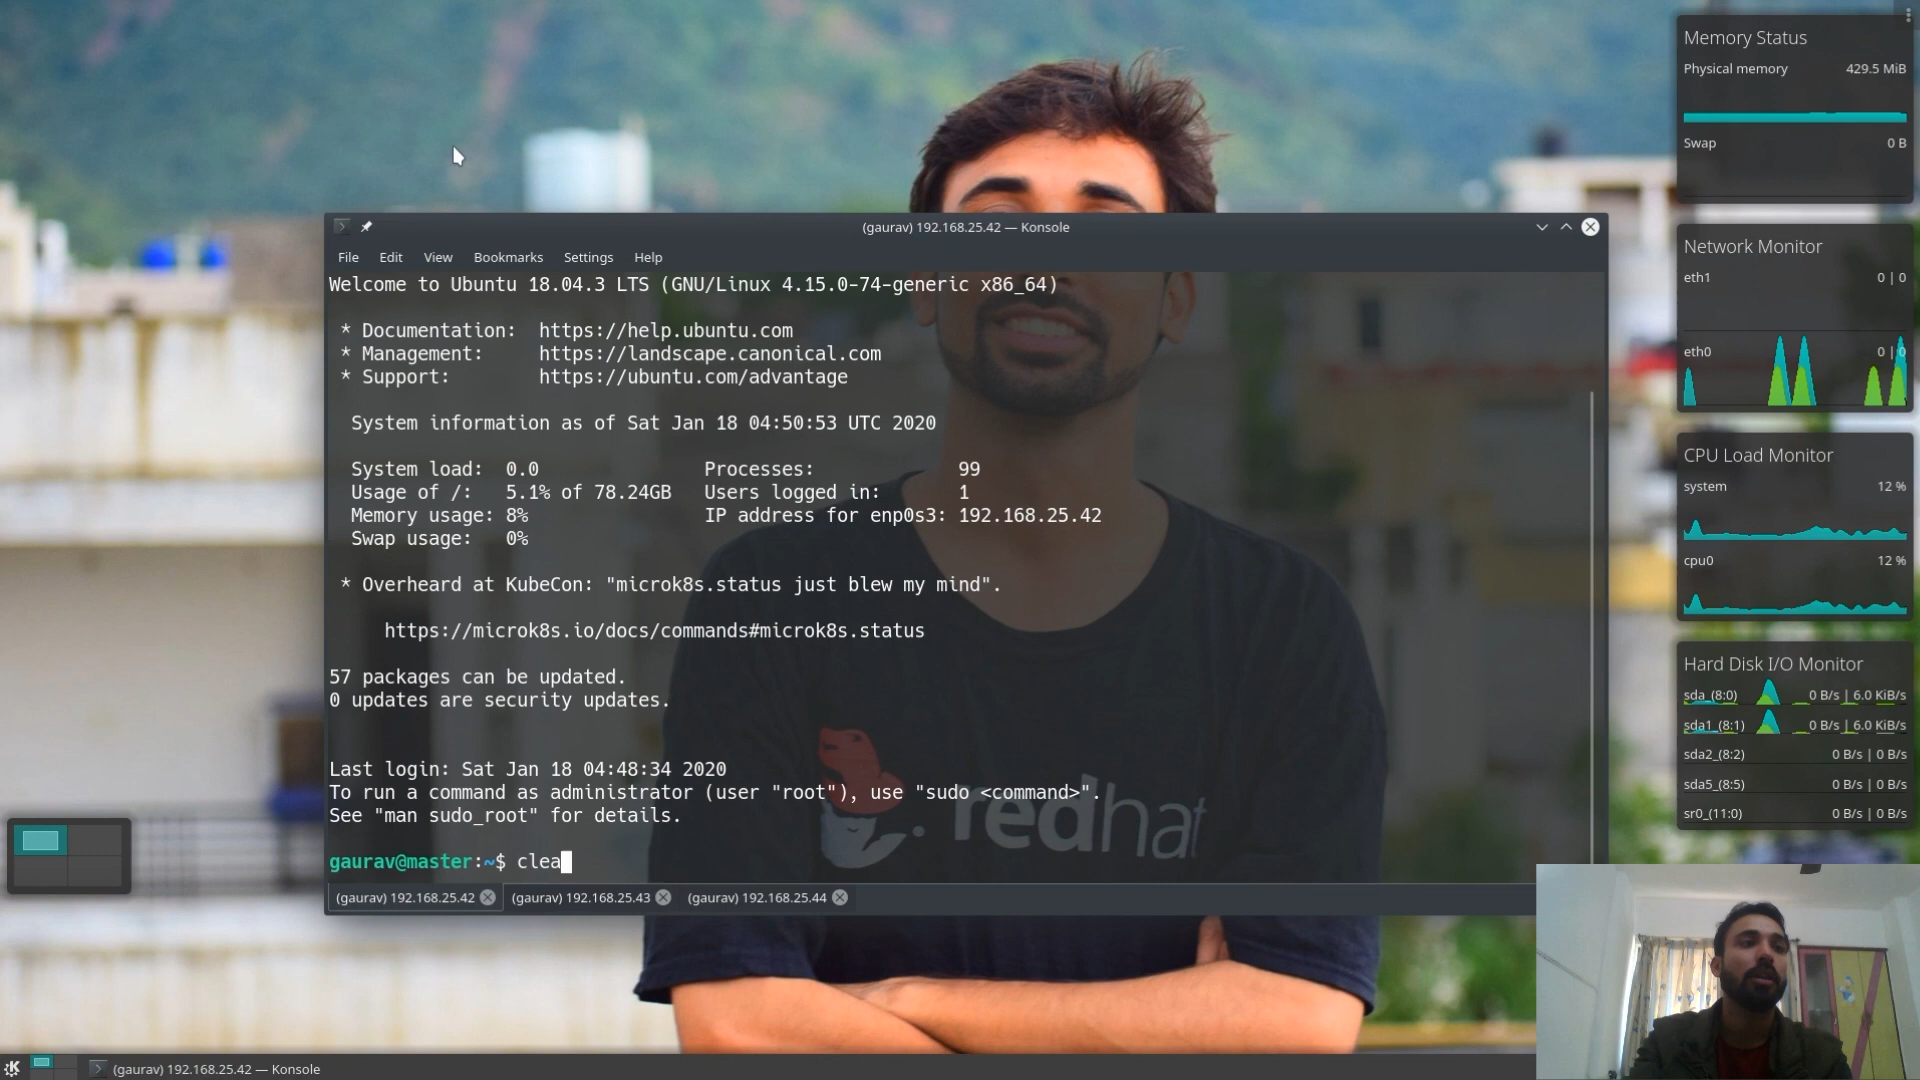 Memory Status
Physical memory 429.5 MiB
Swap 0 B
Network Monitor
eth1 0 | 0
eth0 0 | 0
CPU Load Monitor
system 12 %
cpu0 12 %
Hard Disk I/O Monitor
sda_(8:0) 0 B/s | 6.0 KiB/s
sda1_(8:1) 0 B/s | 6.0 KiB/s
sda2_(8:2) 0 B/s | 0 B/s
sda5_(8:5) 0 B/s | 0 B/s
sr0_(11:0) 0 B/s | 0 B/s
(gaurav) 192.168.25.42 — Konsole
File Edit View Bookmarks Settings Help
Welcome to Ubuntu 18.04.3 LTS (GNU/Linux 4.15.0-74-generic x86_64)
* Documentation: https://help.ubuntu.com
* Management: https://landscape.canonical.com
* Support: https://ubuntu.com/advantage
System information as of Sat Jan 18 04:50:53 UTC 2020
System load: 0.0 Processes: 99
Usage of /: 5.1% of 78.24GB Users logged in: 1
Memory usage: 8% IP address for enp0s3: 192.168.25.42
Swap usage: 0%
* Overheard at KubeCon: "microk8s.status just blew my mind".
https://microk8s.io/docs/commands#microk8s.status
57 packages can be updated.
0 updates are security updates.
Last login: Sat Jan 18 04:48:34 2020
To run a command as administrator (user "root"), use "sudo <command>".
See "man sudo_root" for details.
redhat
gaurav@master:~$ clea
(gaurav) 192.168.25.42 (gaurav) 192.168.25.43 (gaurav) 192.168.25.44
(gaurav) 192.168.25.42 — Konsole